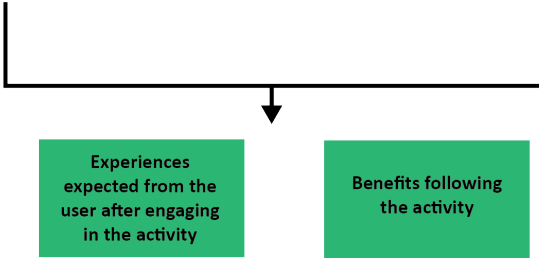 Experiences
expected from the
user after engaging
in the activity
Benefits following
the activity